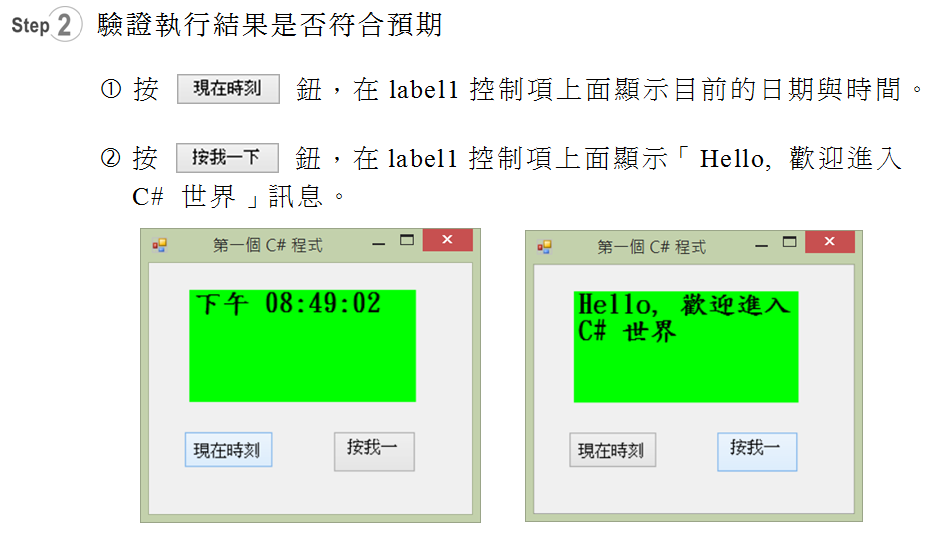 Step 2 驗證執行結果是否符合預期
① 按 現在時刻 鈕，在 label1 控制項上面顯示目前的日期與時間。
② 按 按我一下 鈕，在 label1 控制項上面顯示「 Hello, 歡迎進入
C# 世界」訊息。
第一個 C# 程式
下午 08:49:02
現在時刻
按我一
第一個 C# 程式
Hello, 歡迎進入
C# 世界
現在時刻
按我一